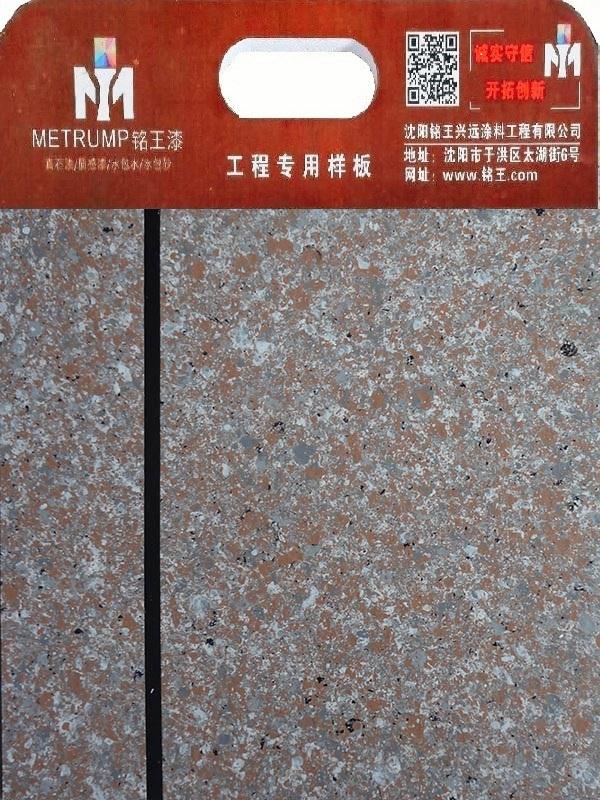 METRUMP铭王漆
真石漆/质感漆/水包水/水包砂
工程专用样板
诚实守信
开拓创新
沈阳铭王兴远涂料工程有限公司
地址：沈阳市于洪区太湖街6号
网址：www.铭王.com